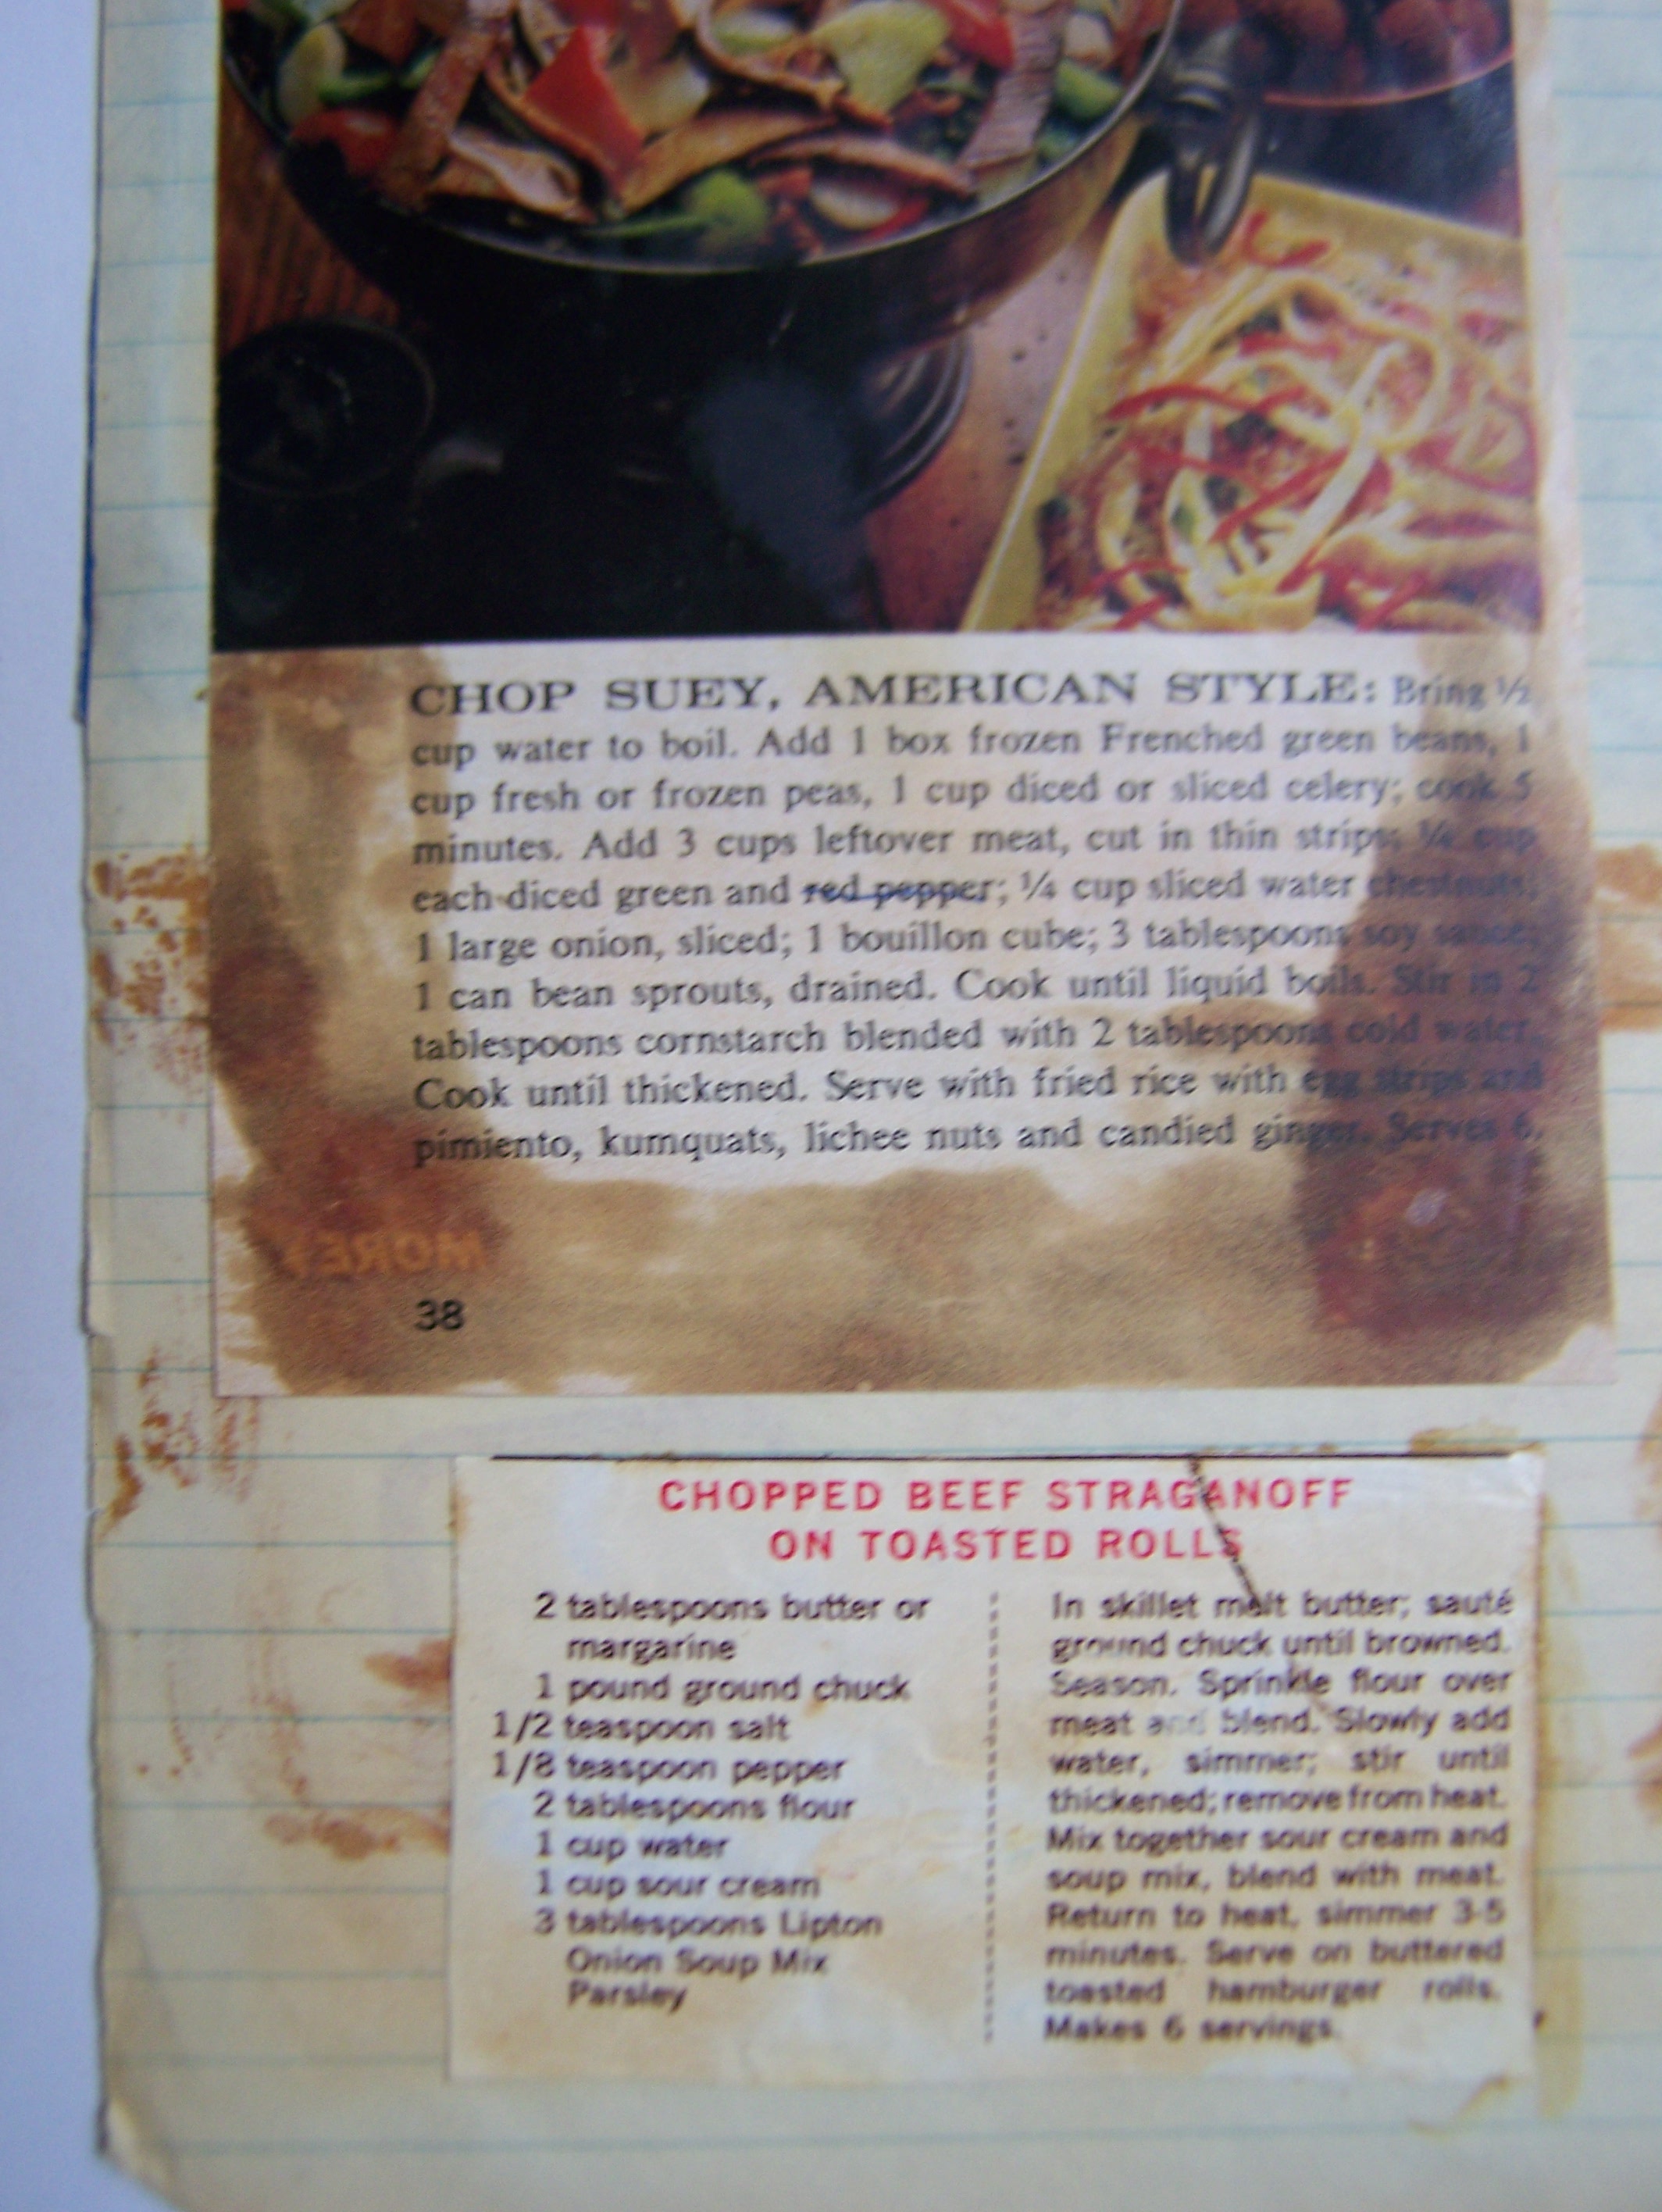 CHOP SUEY, AMERICAN STYLE: Bring ½
cup water to boil. Add 1 box frozen Frenched green beans, 1
cup fresh or frozen peas, 1 cup diced or sliced celery; cook 5
minutes. Add 3 cups leftover meat, cut in thin strips; ¼ cup
each diced green and red pepper; ¼ cup sliced water chestnuts;
1 large onion, sliced; 1 bouillon cube; 3 tablespoons soy sauce;
1 can bean sprouts, drained. Cook until liquid boils. Stir in 2
tablespoons cornstarch blended with 2 tablespoons cold water.
Cook until thickened. Serve with fried rice with egg strips and
pimiento, kumquats, lichee nuts and candied ginger. Serves 6.
MORE
38
CHOPPED BEEF STRAGANOFF
ON TOASTED ROLLS
2 tablespoons butter or
margarine
1 pound ground chuck
1/2 teaspoon salt
1/8 teaspoon pepper
2 tablespoons flour
1 cup water
1 cup sour cream
3 tablespoons Lipton
Onion Soup Mix
Parsley
In skillet melt butter; sauté
ground chuck until browned.
Season. Sprinkle flour over
meat and blend. Slowly add
water, simmer; stir until
thickened; remove from heat.
Mix together sour cream and
soup mix, blend with meat.
Return to heat, simmer 3-5
minutes. Serve on buttered
toasted hamburger rolls.
Makes 6 servings.